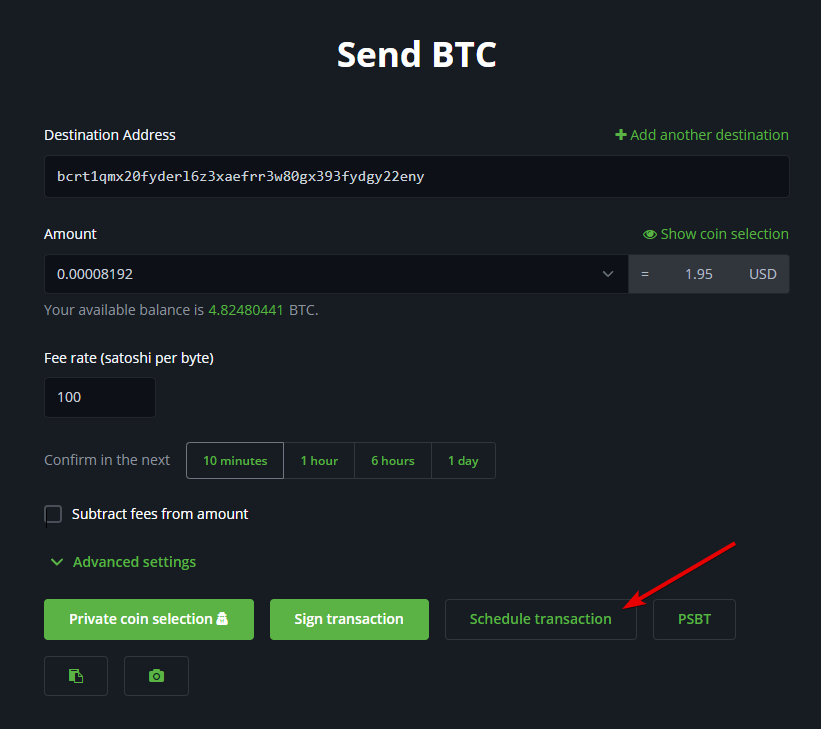 Send BTC
Destination Address
Add another destination
bcrt1qmx20fyderl6z3xaefrr3w80gx393fydgy22eny
Amount
Show coin selection
0.00008192 = 1.95 USD
Your available balance is 4.82480441 BTC.
Fee rate (satoshi per byte)
100
Confirm in the next 10 minutes 1 hour 6 hours 1 day
Subtract fees from amount
Advanced settings
Private coin selection Sign transaction Schedule transaction PSBT